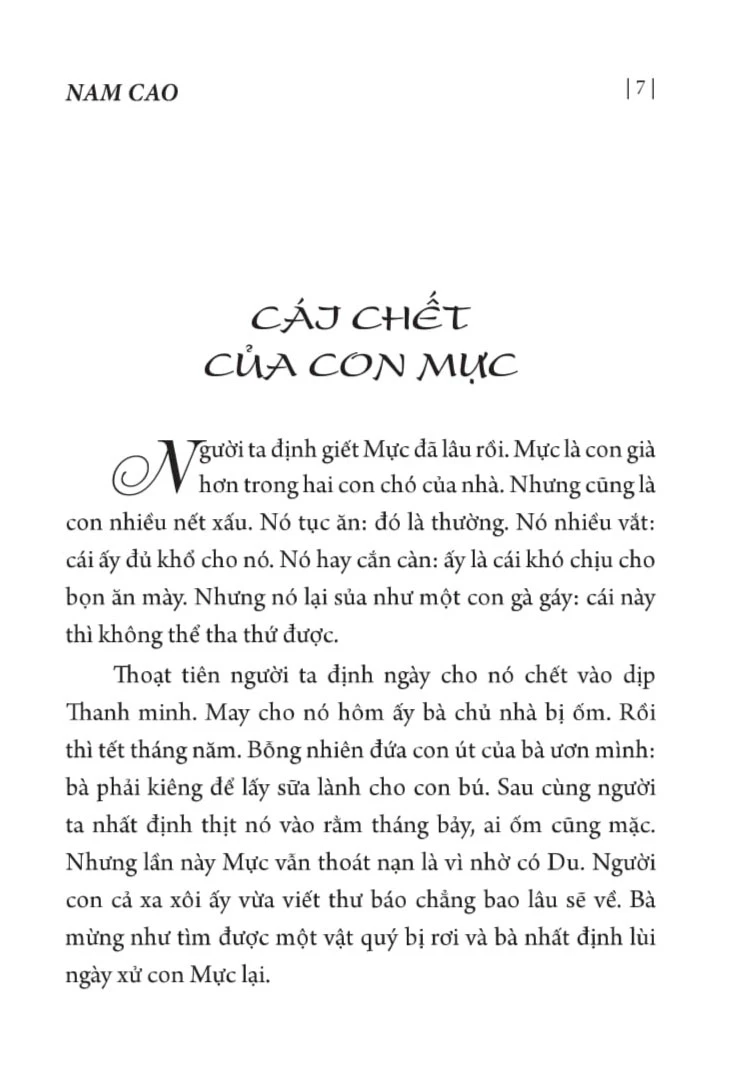 NAM CAO
| 7 |
CÁI CHẾT
CỦA CON MỰC
Người ta định giết Mực đã lâu rồi. Mực là con già
hơn trong hai con chó của nhà. Nhưng cũng là
con nhiều nết xấu. Nó tục ăn: đó là thường. Nó nhiều vắt:
cái ấy đủ khổ cho nó. Nó hay cắn càn: ấy là cái khó chịu cho
bọn ăn mày. Nhưng nó lại sủa như một con gà gáy: cái này
thì không thể tha thứ được.
Thoạt tiên người ta định ngày cho nó chết vào dịp
Thanh minh. May cho nó hôm ấy bà chủ nhà bị ốm. Rồi
thì tết tháng năm. Bỗng nhiên đứa con út của bà ươn mình:
bà phải kiêng để lấy sữa lành cho con bú. Sau cùng người
ta nhất định thịt nó vào rằm tháng bảy, ai ốm cũng mặc.
Nhưng lần này Mực vẫn thoát nạn là vì nhờ có Du. Người
con cả xa xôi ấy vừa viết thư báo chẳng bao lâu sẽ về. Bà
mừng như tìm được một vật quý bị rơi và bà nhất định lùi
ngày xử con Mực lại.